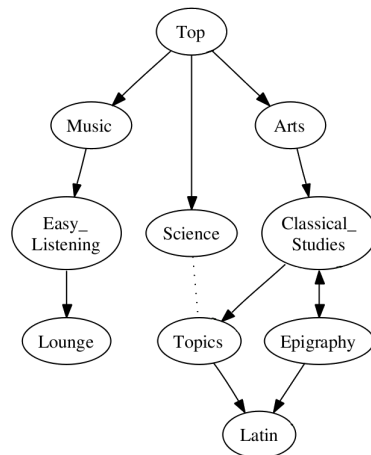 Top
Music
Arts
Easy_
Listening
Science
Classical_
Studies
Lounge
Topics
Epigraphy
Latin